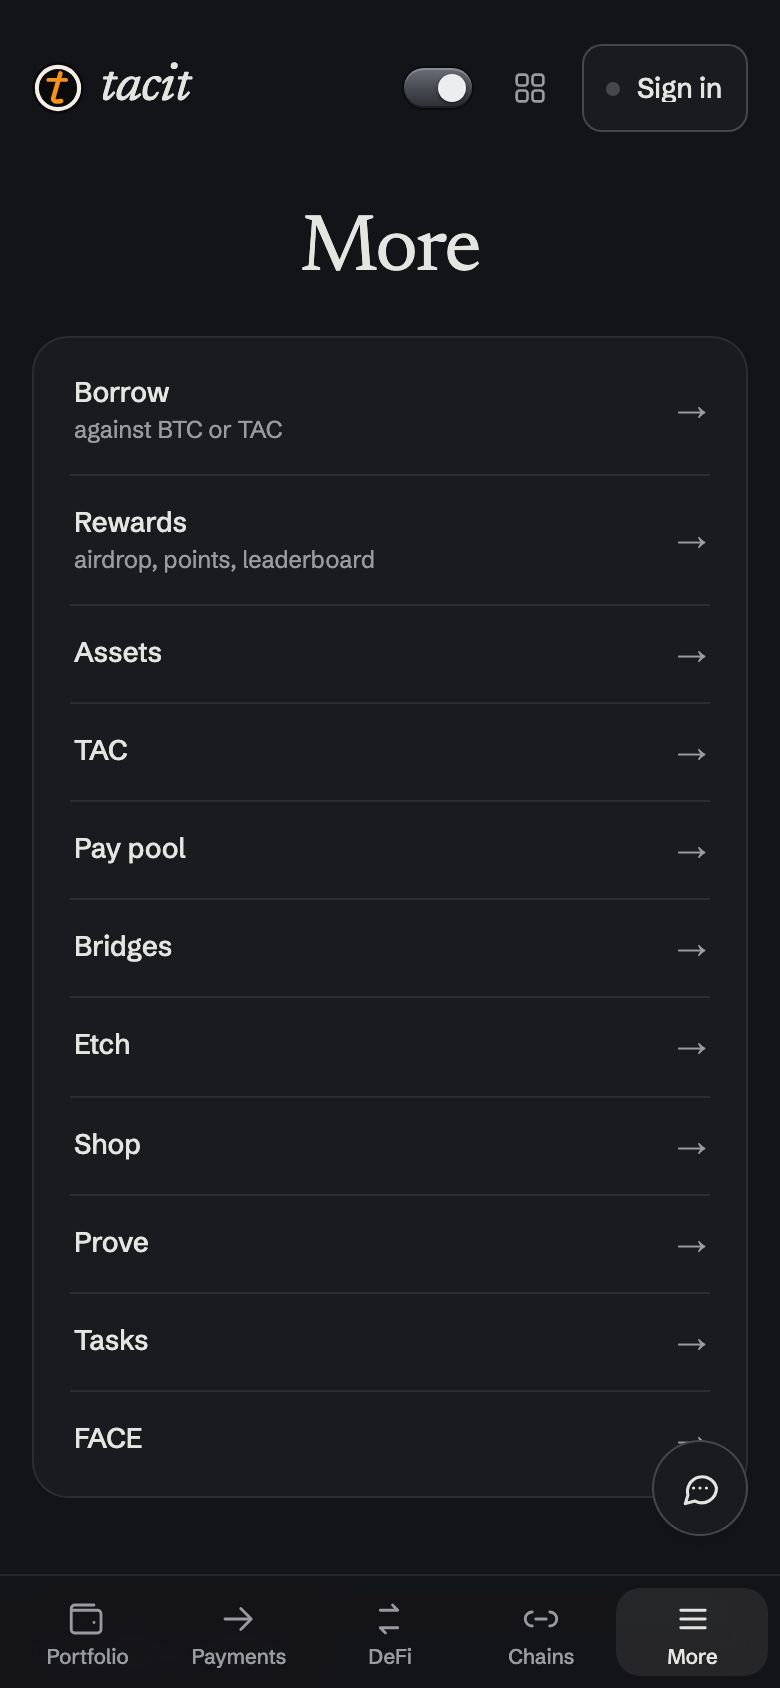 tacit
Sign in
More
Borrow
against BTC or TAC
Rewards
airdrop, points, leaderboard
Assets
TAC
Pay pool
Bridges
Etch
Shop
Prove
Tasks
FACE
Portfolio
Payments
DeFi
Chains
More